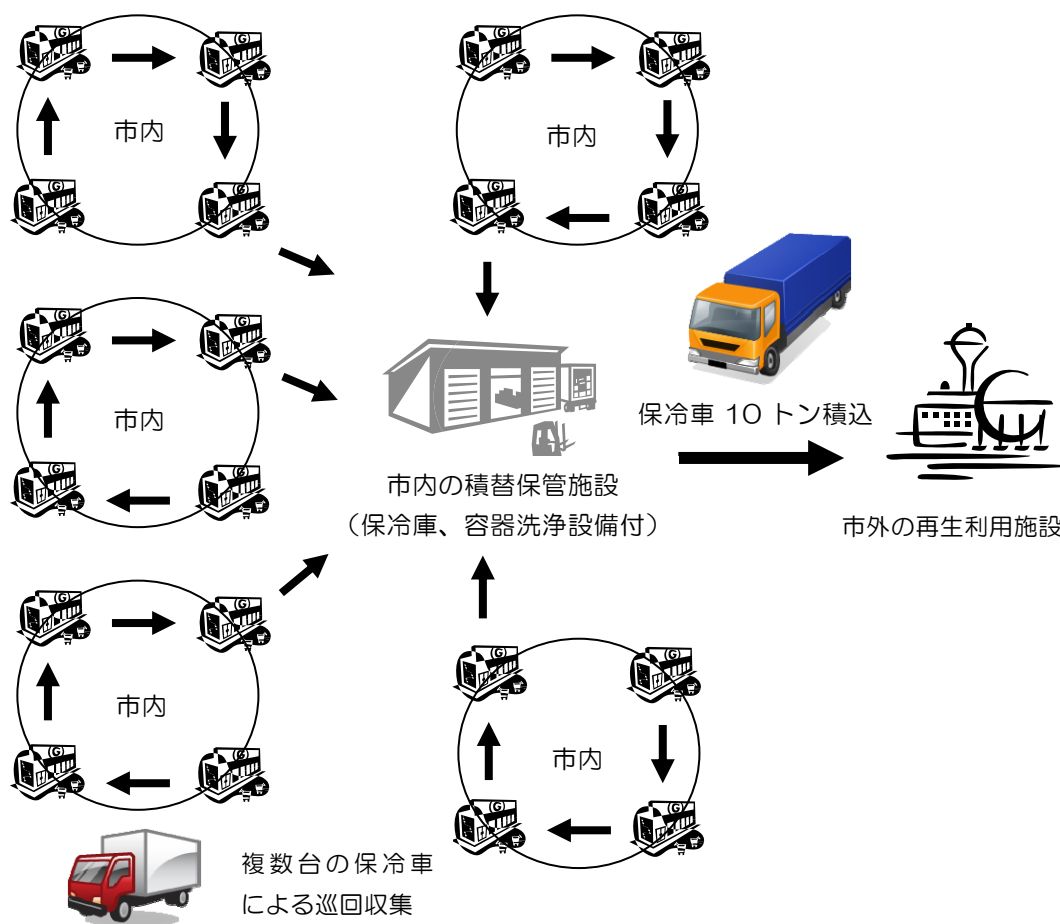 市内
市内
保冷車 10 トン積込
市内
市内の積替保管施設
（保冷庫、容器洗浄設備付）
市外の再生利用施設
市内
市内
複数台の保冷車
による巡回収集